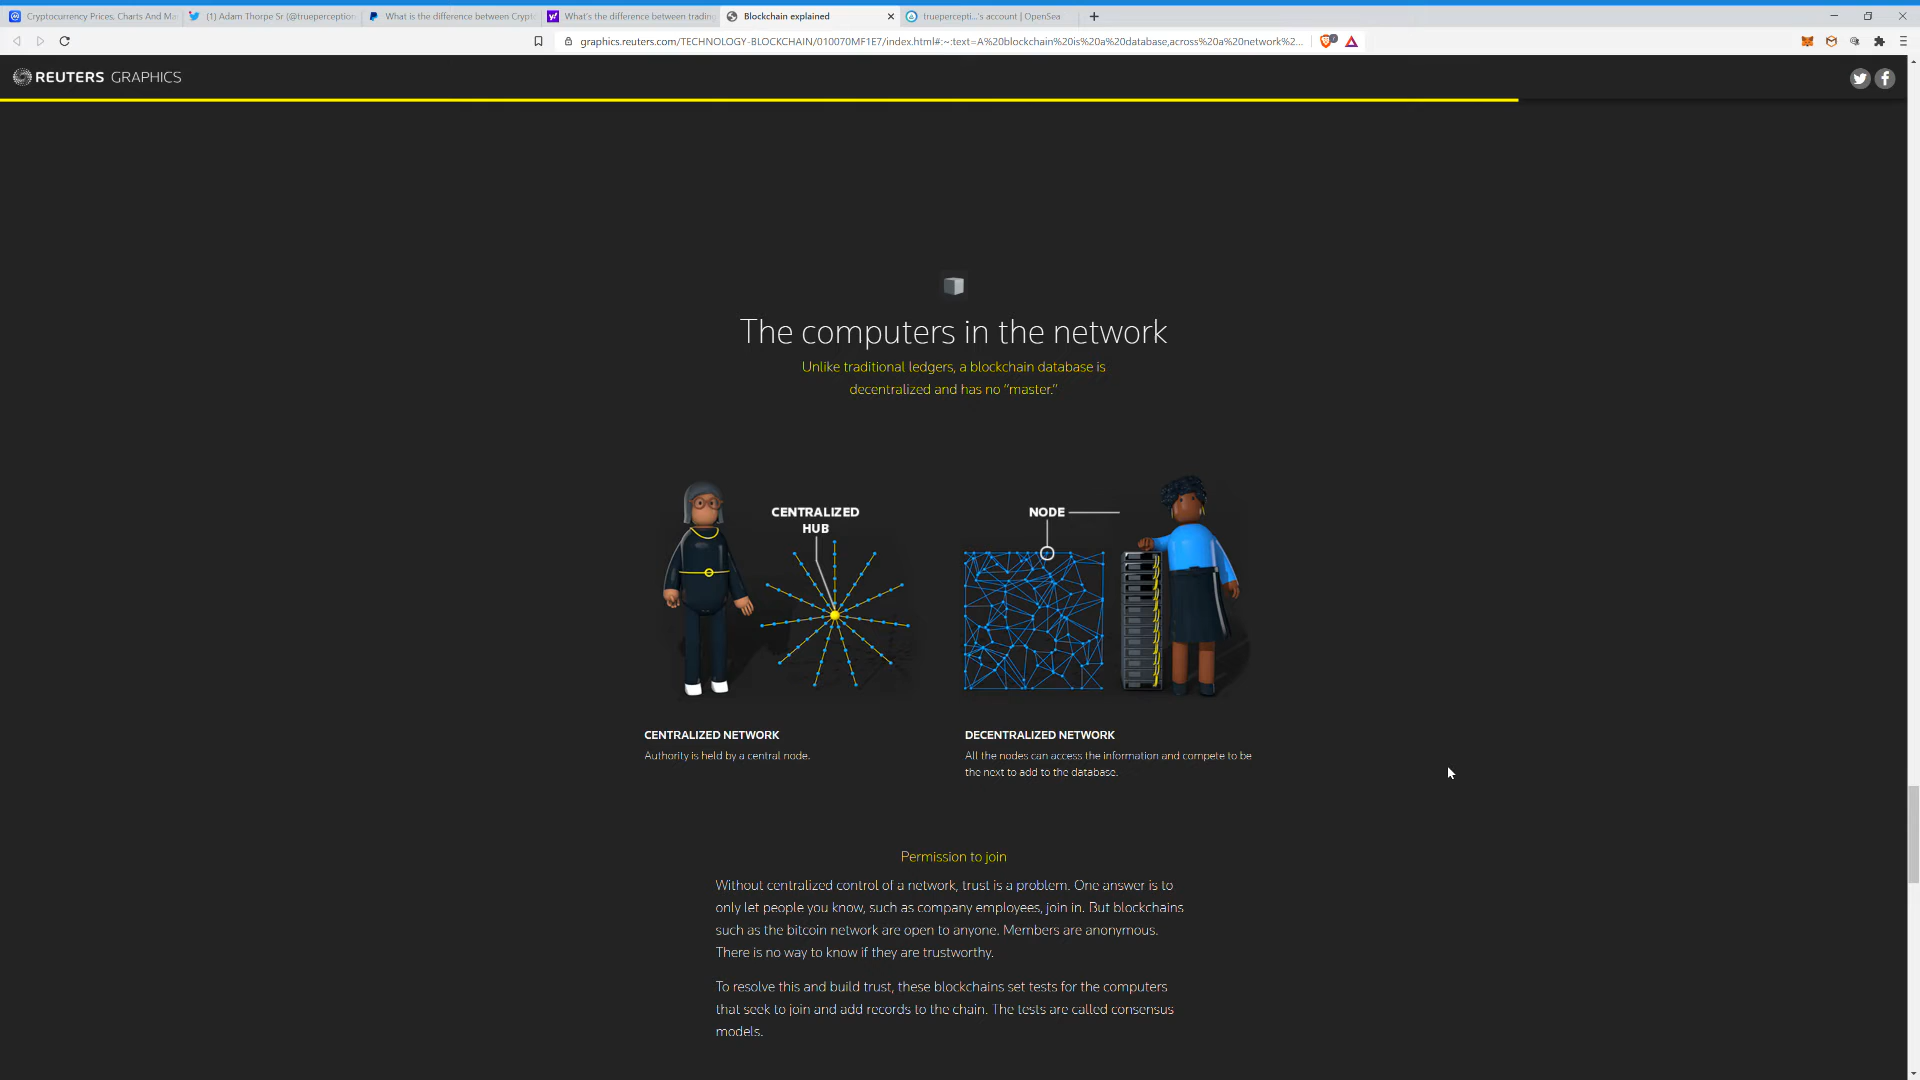 Cryptocurrency Prices, Charts And Ma
(1) Adam Thorpe Sr (@trueperception
What is the difference between Crypt
What's the difference between trading
Blockchain explained
truepercepti...'s account | OpenSea
graphics.reuters.com/TECHNOLOGY-BLOCKCHAIN/010070MF1E7/index.html#:~:text=A%20blockchain%20is%20a%20database,across%20a%20network%2...
REUTERS GRAPHICS
The computers in the network
Unlike traditional ledgers, a blockchain database is
decentralized and has no “master.”
CENTRALIZED
HUB
NODE
CENTRALIZED NETWORK
Authority is held by a central node.
DECENTRALIZED NETWORK
All the nodes can access the information and compete to be
the next to add to the database.
Permission to join
Without centralized control of a network, trust is a problem. One answer is to
only let people you know, such as company employees, join in. But blockchains
such as the bitcoin network are open to anyone. Members are anonymous.
There is no way to know if they are trustworthy.
To resolve this and build trust, these blockchains set tests for the computers
that seek to join and add records to the chain. The tests are called consensus
models.